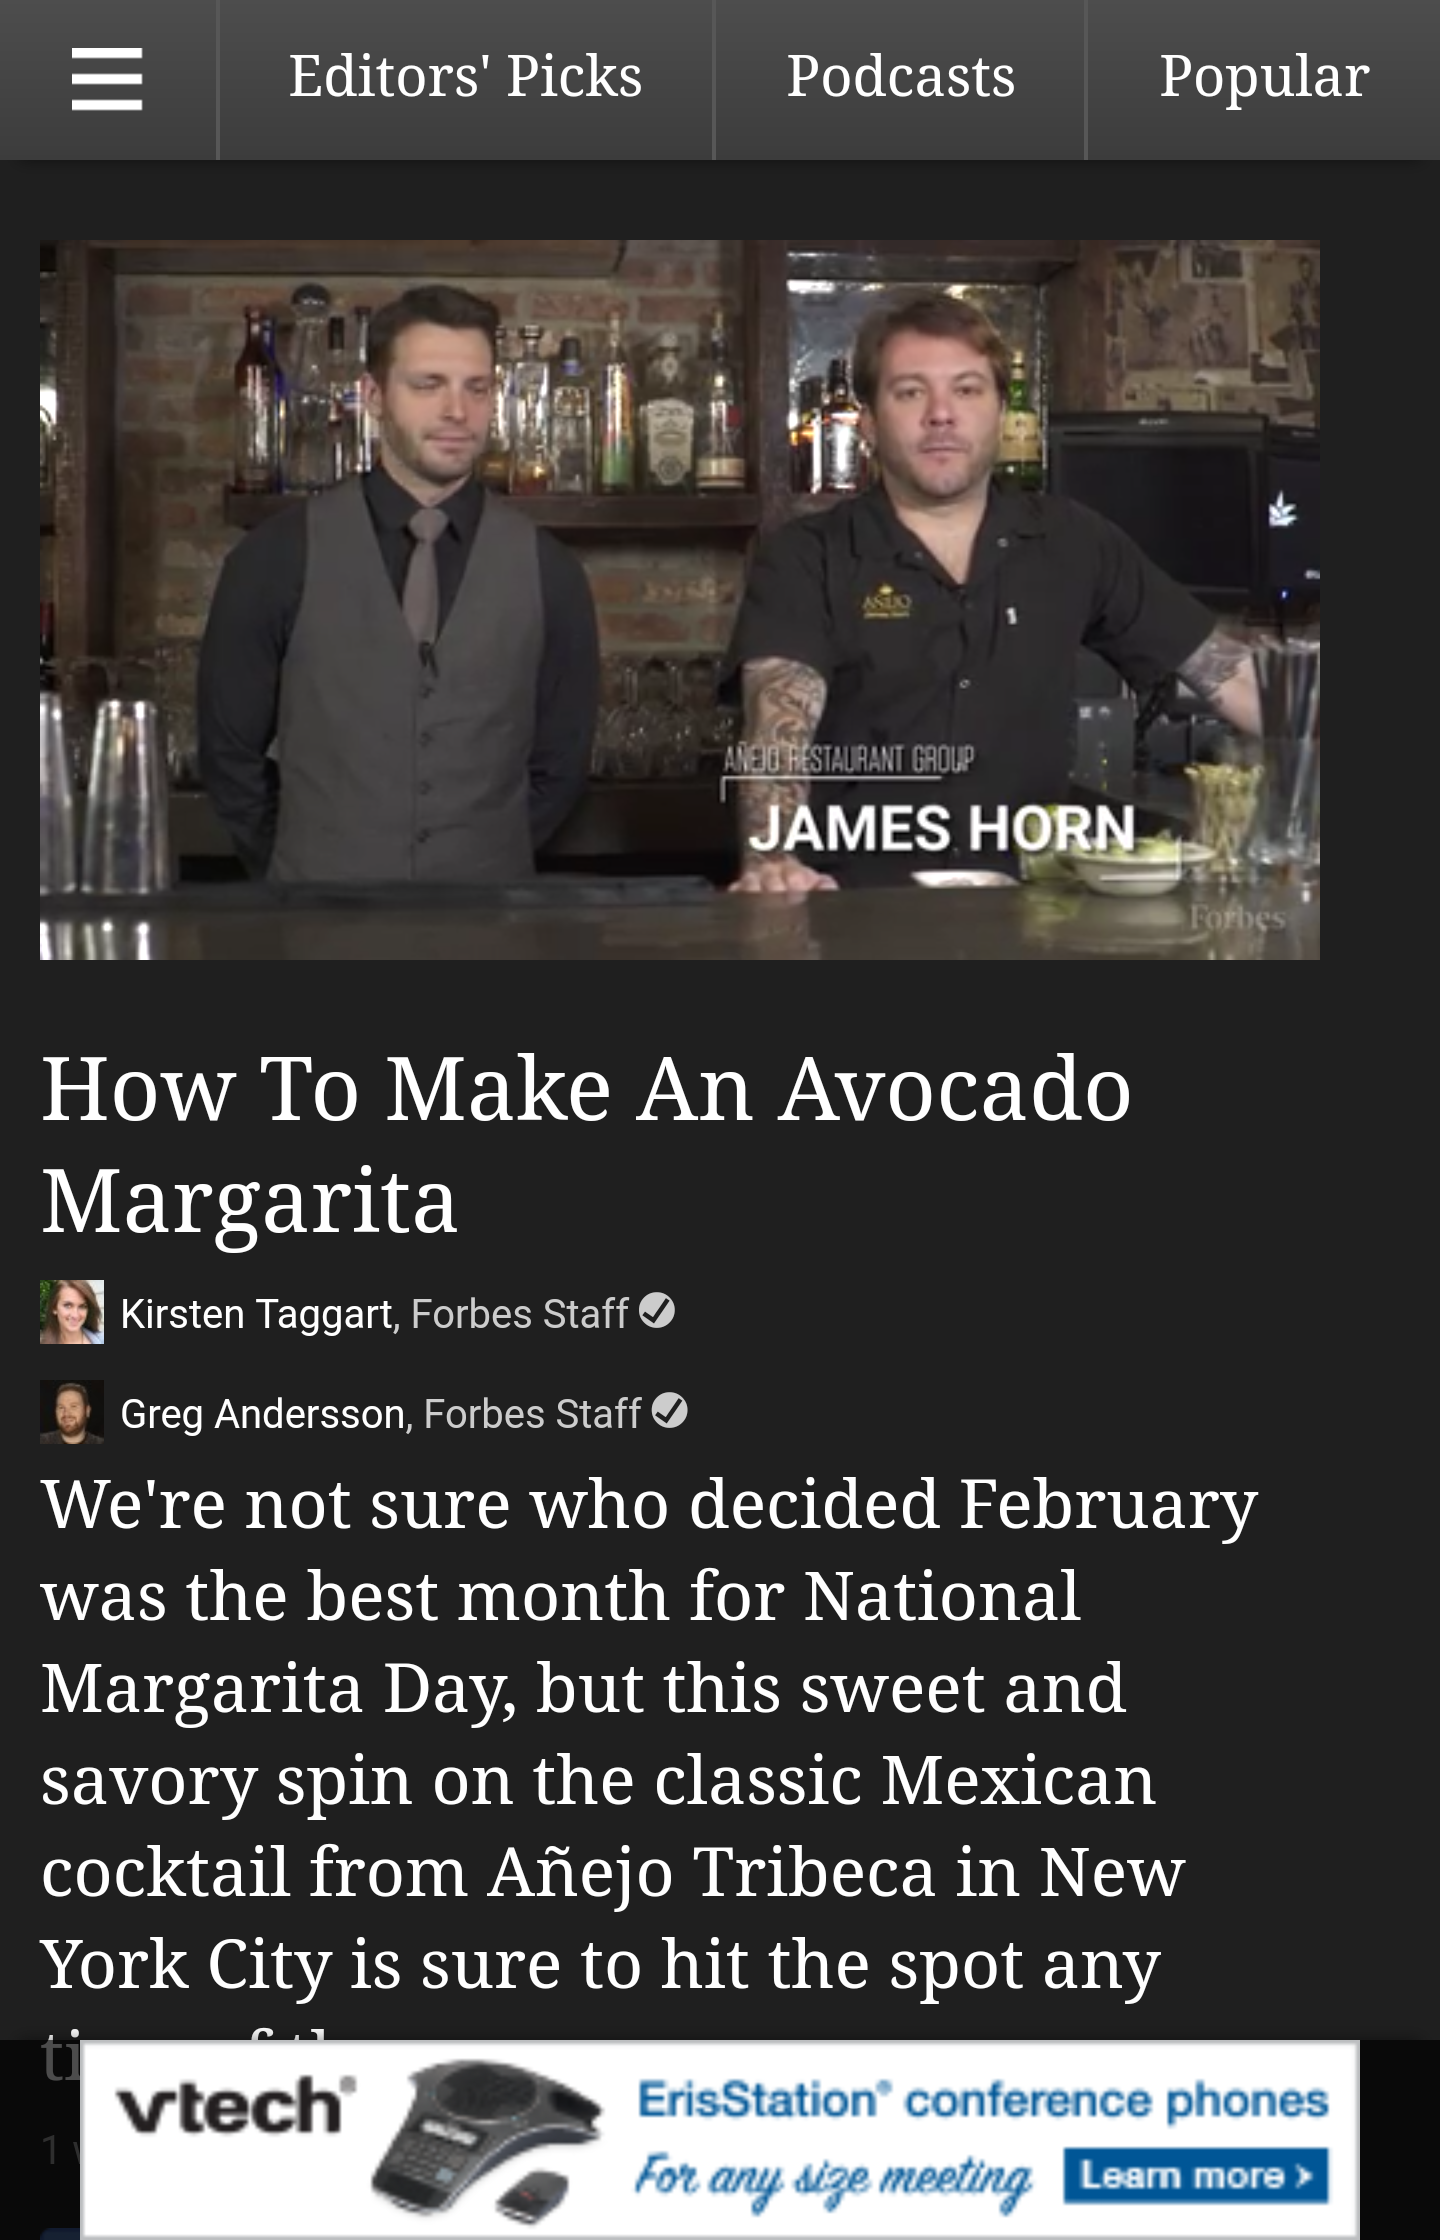 Editors' Picks
Podcasts
Popular
AÑEJO
AÑEJO RESTAURANT GROUP
JAMES HORN
Forbes
How To Make An Avocado
Margarita
Kirsten Taggart, Forbes Staff
Greg Andersson, Forbes Staff
We're not sure who decided February
was the best month for National
Margarita Day, but this sweet and
savory spin on the classic Mexican
cocktail from Añejo Tribeca in New
York City is sure to hit the spot any
vtech®
ErisStation® conference phones
For any size meeting
Learn more >